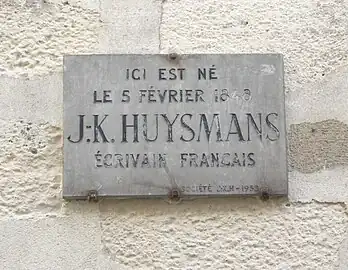 ICI EST NÉ
LE 5 FÉVRIER 1848
J.-K. HUYSMANS
ÉCRIVAIN FRANÇAIS
SOCIÉTÉ J.K.H -